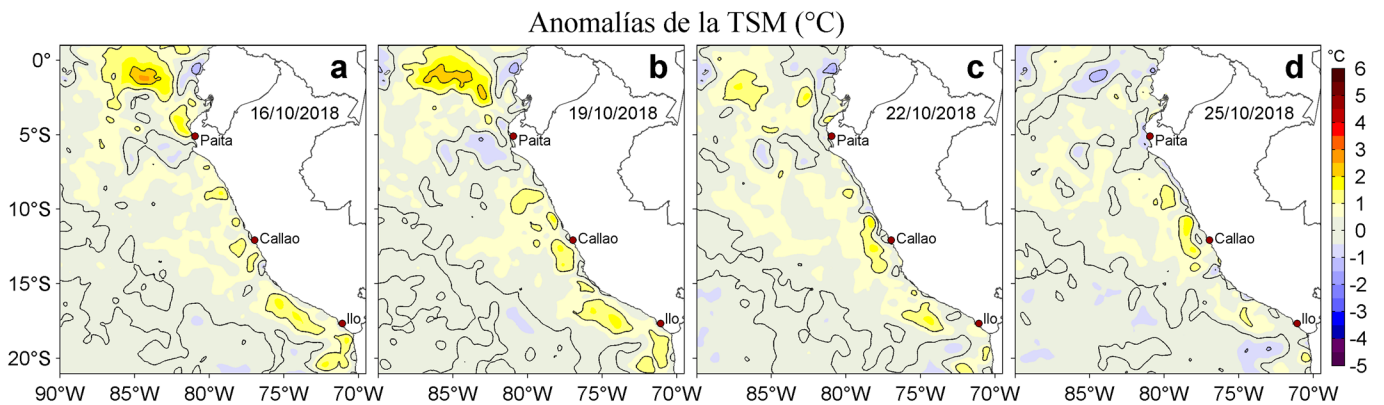 Anomalías de la TSM (°C)
a
b
c
d
16/10/2018
19/10/2018
22/10/2018
25/10/2018
Paita
Paita
Paita
Paita
Callao
Callao
Callao
Callao
Ilo
Ilo
Ilo
Ilo
0°
5°S
10°S
15°S
20°S
90°W 85°W 80°W 75°W 70°W
85°W 80°W 75°W 70°W
85°W 80°W 75°W 70°W
85°W 80°W 75°W 70°W
°C
6
5
4
3
2
1
0
-1
-2
-3
-4
-5